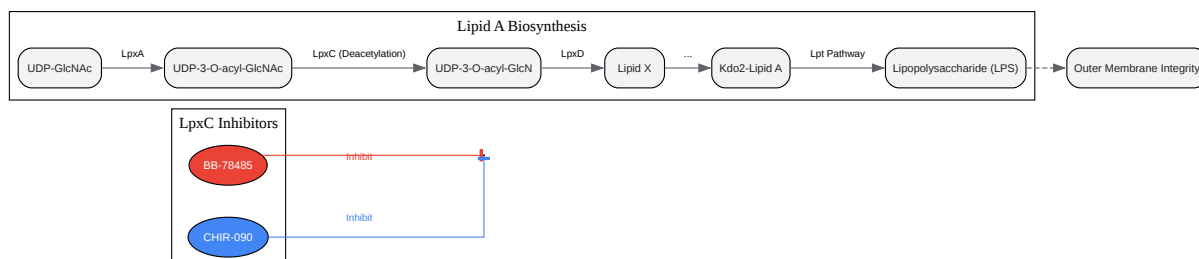 Lipid A Biosynthesis
UDP-GlcNAc
LpxA
UDP-3-O-acyl-GlcNAc
LpxC (Deacetylation)
UDP-3-O-acyl-GlcN
LpxD
Lipid X
...
Kdo2-Lipid A
Lpt Pathway
Lipopolysaccharide (LPS)
Outer Membrane Integrity
LpxC Inhibitors
BB-78485
Inhibit
CHIR-090
Inhibit